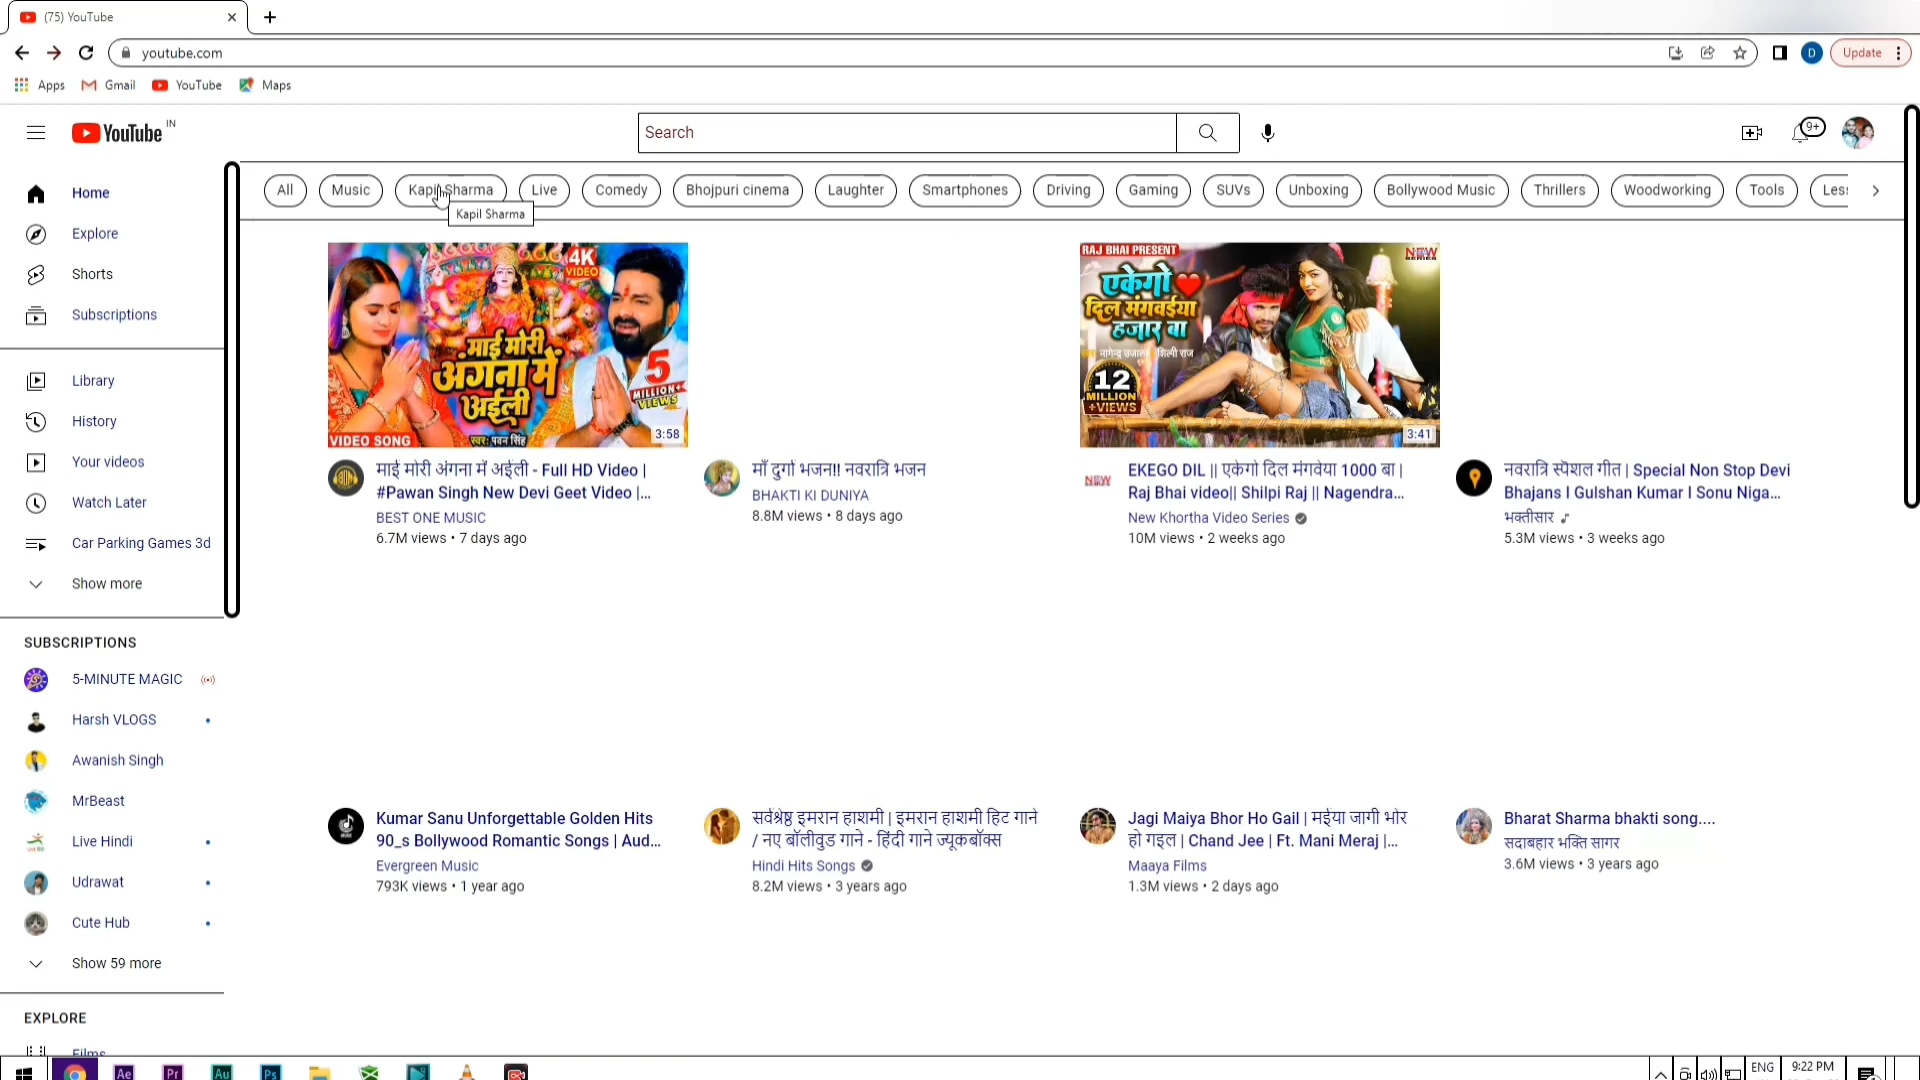 (75) YouTube
youtube.com
Update
Apps Gmail YouTube Maps
YouTube IN
Search
9+
Home
Explore
Shorts
Subscriptions
Library
History
Your videos
Watch Later
Car Parking Games 3d
Show more
SUBSCRIPTIONS
5-MINUTE MAGIC
Harsh VLOGS
Awanish Singh
MrBeast
Live Hindi
Udrawat
Cute Hub
Show 59 more
EXPLORE
Films
All Music Kapil Sharma Live Comedy Bhojpuri cinema Laughter Smartphones Driving Gaming SUVs Unboxing Bollywood Music Thrillers Woodworking Tools
Kapil Sharma
4K
VIDEO
माई मोरी
अंगना में
अईली
5
MILLION+
VIEWS
VIDEO SONG
स्वर: पवन सिंह
3:58
माई मोरी अंगना में अईली - Full HD Video |
#Pawan Singh New Devi Geet Video |...
BEST ONE MUSIC
6.7M views • 7 days ago
माँ दुर्गा भजन!! नवरात्रि भजन
BHAKTI KI DUNIYA
8.8M views • 8 days ago
RAJ BHAI PRESENT
NEW
एकेगो
दिल मंगवईया
हजार बा
शिल्पी राज
12
MILLION
+VIEWS
3:41
NEW
EKEGO DIL || एकेगो दिल मंगवेया 1000 बा |
Raj Bhai video|| Shilpi Raj || Nagendra...
New Khortha Video Series
10M views • 2 weeks ago
नवरात्रि स्पेशल गीत | Special Non Stop Devi
Bhajans I Gulshan Kumar I Sonu Niga...
भक्तीसार
5.3M views • 3 weeks ago
Kumar Sanu Unforgettable Golden Hits
90_s Bollywood Romantic Songs | Aud...
Evergreen Music
793K views • 1 year ago
सर्वश्रेष्ठ इमरान हाशमी | इमरान हाशमी हिट गाने
/ नए बॉलीवुड गाने - हिंदी गाने ज्यूकबॉक्स
Hindi Hits Songs
8.2M views • 3 years ago
Jagi Maiya Bhor Ho Gail | मईया जागी भोर
हो गइल | Chand Jee | Ft. Mani Meraj |...
Maaya Films
1.3M views • 2 days ago
Bharat Sharma bhakti song....
सदाबहार भक्ति सागर
3.6M views • 3 years ago
Ae Pr Au Ps
ENG 9:22 PM